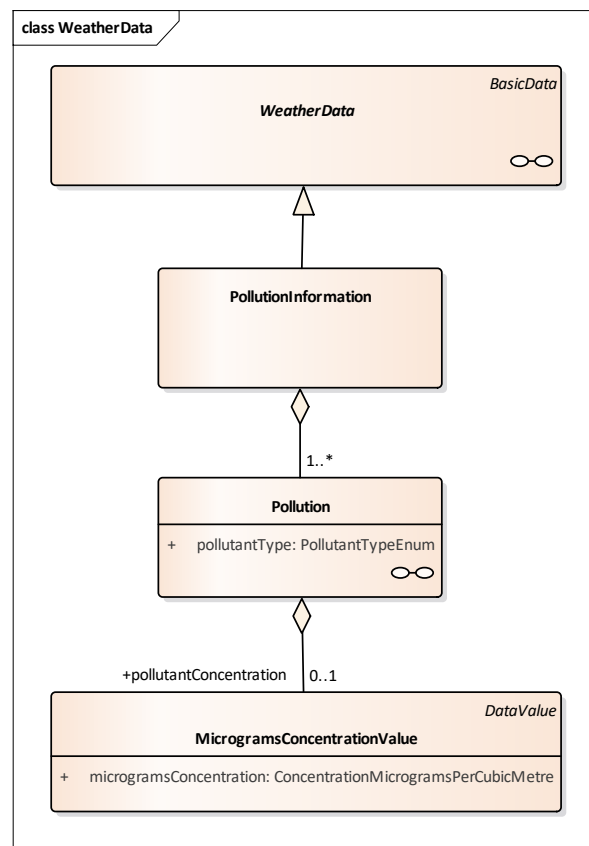 class WeatherData
BasicData
WeatherData
PollutionInformation
1..*
Pollution
+ pollutantType: PollutantTypeEnum
+pollutantConcentration 0..1
DataValue
MicrogramsConcentrationValue
+ microgramsConcentration: ConcentrationMicrogramsPerCubicMetre